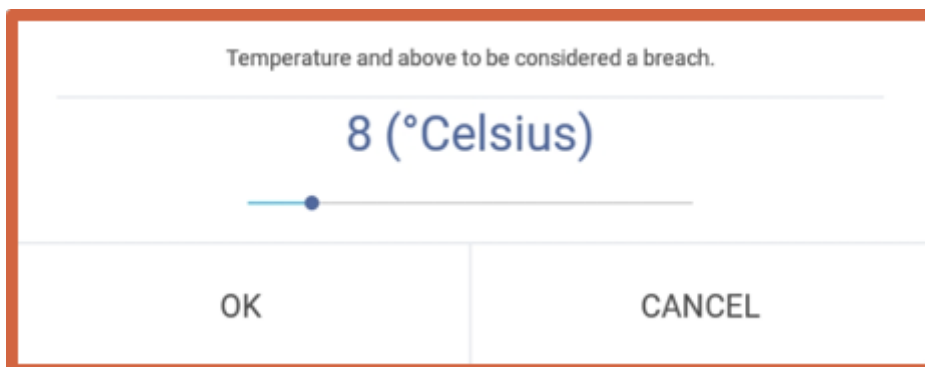 Temperature and above to be considered a breach.
8 (°Celsius)
OK
CANCEL